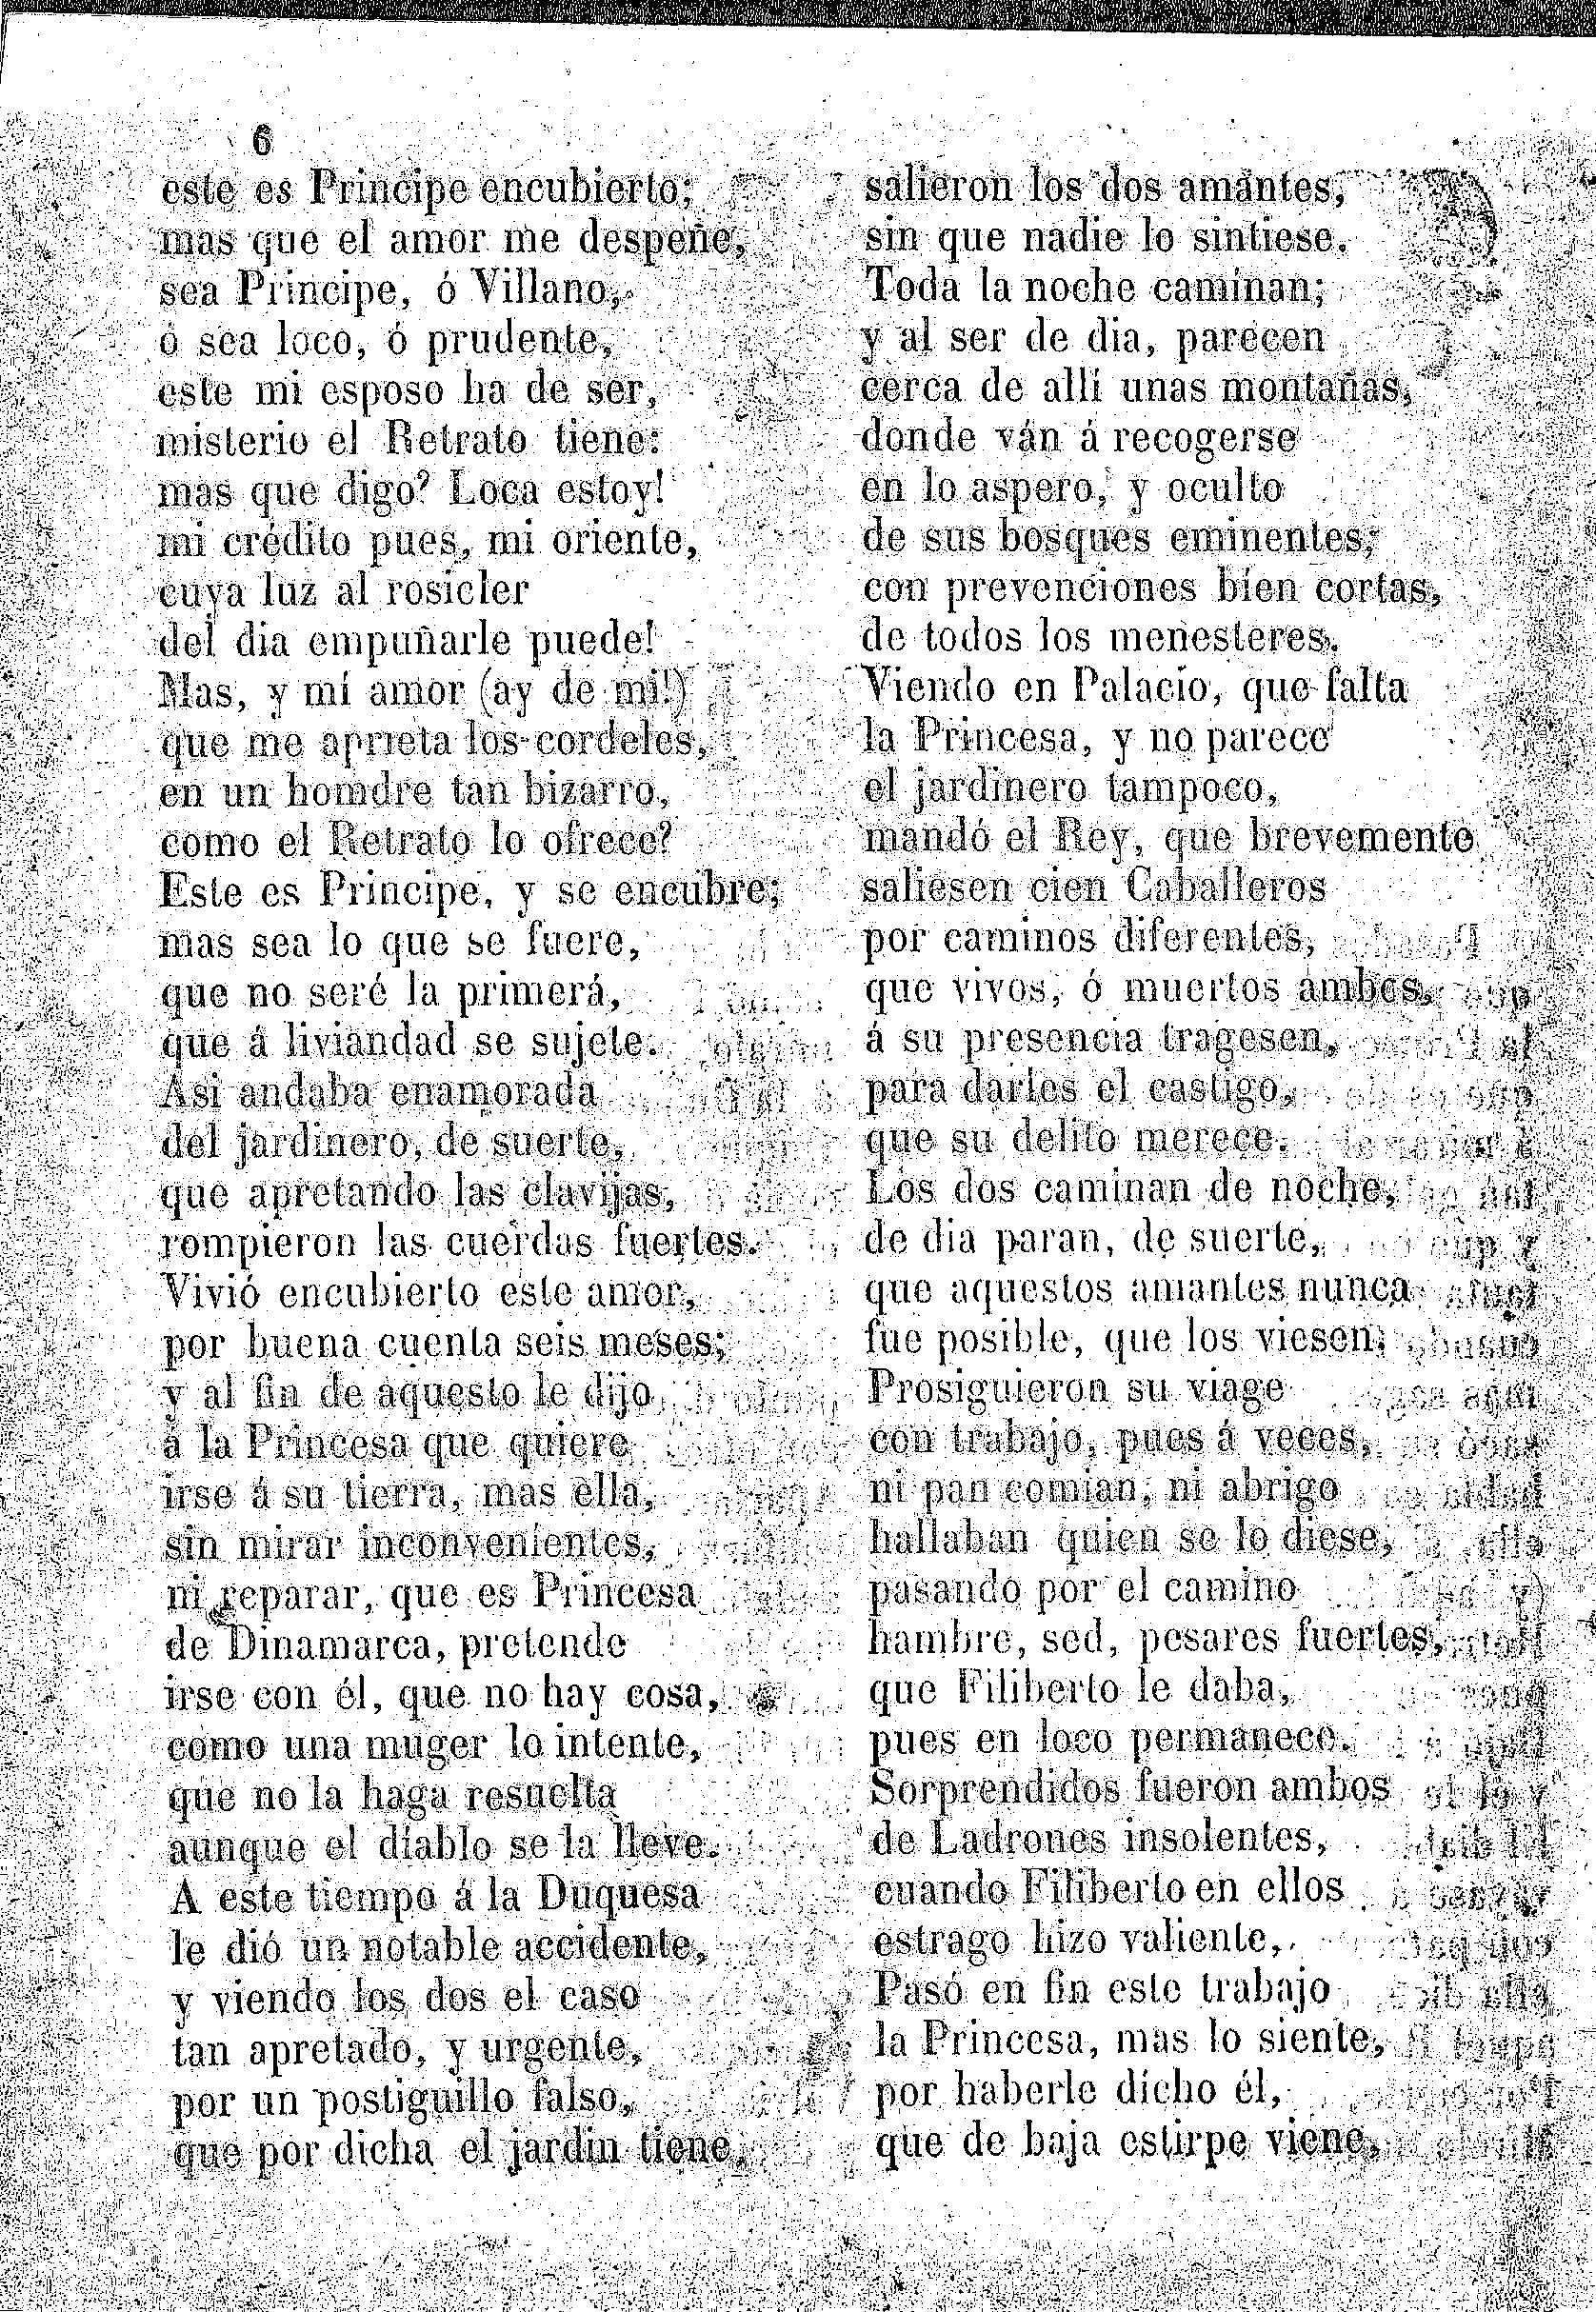 6
este es Principe encubierto;
mas que el amor me despeñe,
sea Principe, ó Villano,
ó sea loco, ó prudente,
este mi esposo ha de ser,
misterio el Retrato tiene:
mas que digo? Loca estoy!
mi crédito pues, mi oriente,
cuya luz al rosicler
del dia empuñarle puede!
Mas, y mi amor (ay de mi!)
que me aprieta los cordeles,
en un homdre tan bizarro,
como el Retrato lo ofrece?
Este es Principe, y se encubre;
mas sea lo que se fuere,
que no seré la primerá,
que á liviandad se sujete.
Asi andaba enamorada
del jardinero, de suerte,
que apretando las clavijas,
rompieron las cuerdas fuertes.
Vivió encubierto este amor,
por buena cuenta seis meses;
y al fin de aquesto le dijo
á la Princesa que quiere
irse á su tierra, mas ella,
sin mirar inconvenientes,
ni reparar, que es Princesa
de Dinamarca, pretende
irse con él, que no hay cosa,
como una muger lo intente,
que no la haga resuelta
aunque el diablo se la lleve.
A este tiempo á la Duquesa
le dió un notable accidente,
y viendo los dos el caso
tan apretado, y urgente,
por un postiguillo falso,
que por dicha el jardin tiene,
salieron los dos amantes,
sin que nadie lo sintiese.
Toda la noche caminan;
y al ser de dia, parecen
cerca de allí unas montañas,
donde ván á recogerse
en lo aspero, y oculto
de sus bosques eminentes,
con prevenciones bien cortas,
de todos los menesteres.
Viendo en Palacio, que falta
la Princesa, y no parece
el jardinero tampoco,
mandó el Rey, que brevemente
saliesen cien Caballeros
por caminos diferentes,
que vivos, ó muertos ambos,
á su presencia tragesen,
para darles el castigo,
que su delito merece.
Los dos caminan de noche,
de dia paran, de suerte,
que aquestos amantes nunca
fue posible, que los viesen;
Prosiguieron su viage
con trabajo, pues á veces,
ni pan comian, ni abrigo
hallaban quien se lo diese,
pasando por el camino
hambre, sed, pesares fuertes,
que Filiberto le daba,
pues en loco permanece.
Sorprendidos fueron ambos
de Ladrones insolentes,
cuando Filiberto en ellos
estrago hizo valiente,
Pasó en fin este trabajo
la Princesa, mas lo siente,
por haberle dicho él,
que de baja estirpe viene,